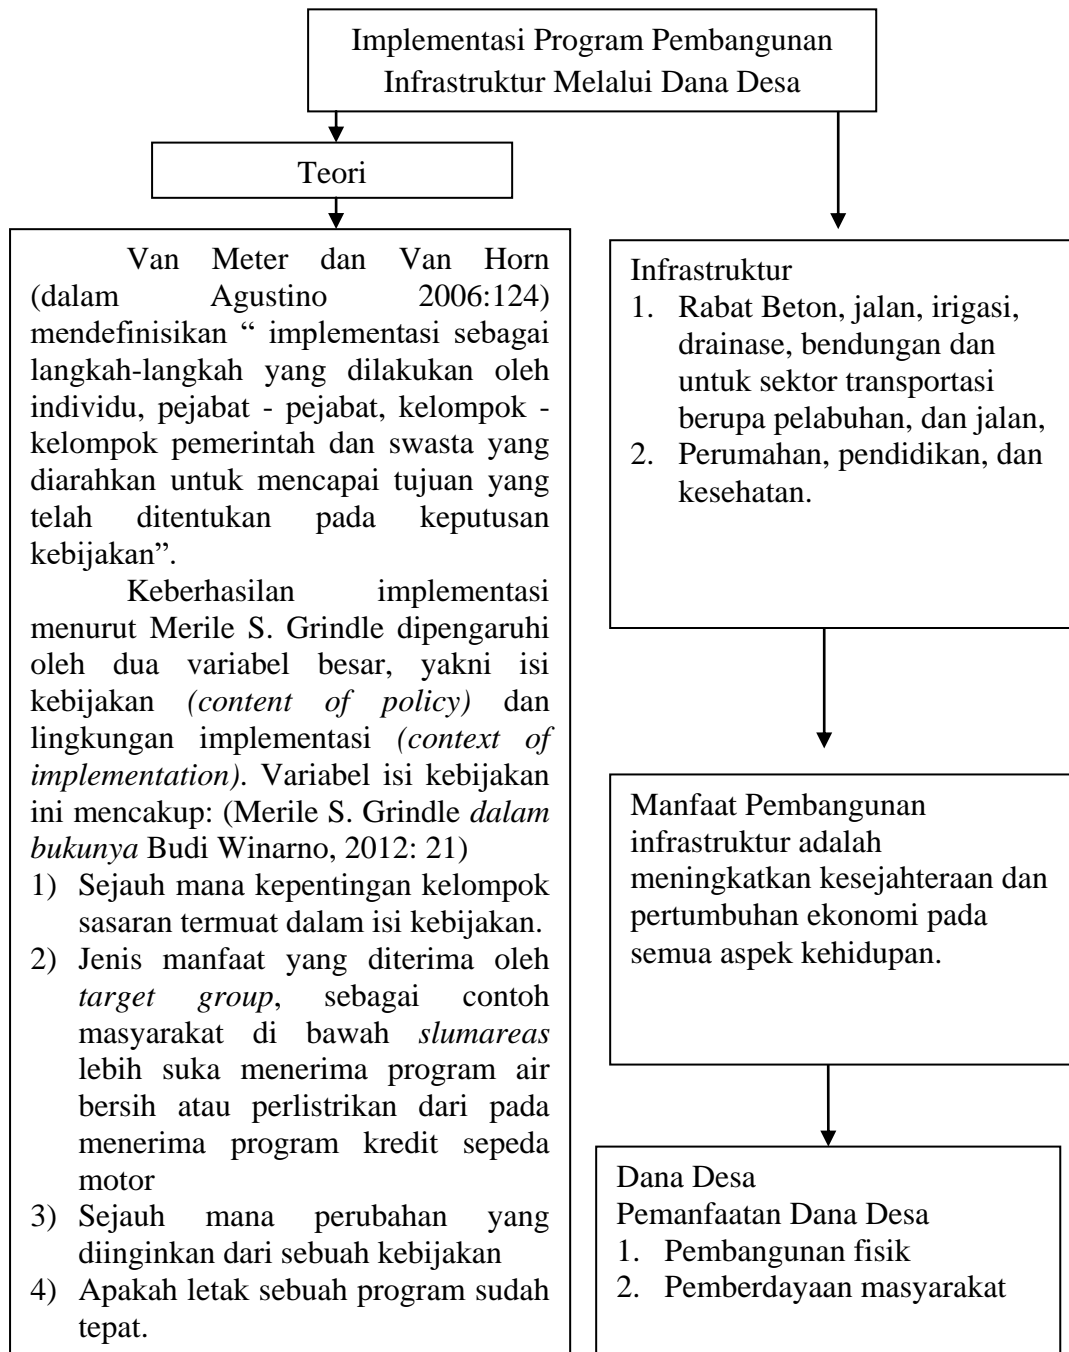 Implementasi Program Pembangunan
Infrastruktur Melalui Dana Desa
Teori
Van Meter dan Van Horn
(dalam Agustino 2006:124)
mendefinisikan “ implementasi sebagai
langkah-langkah yang dilakukan oleh
individu, pejabat - pejabat, kelompok -
kelompok pemerintah dan swasta yang
diarahkan untuk mencapai tujuan yang
telah ditentukan pada keputusan
kebijakan”.
Keberhasilan implementasi
menurut Merile S. Grindle dipengaruhi
oleh dua variabel besar, yakni isi
kebijakan (content of policy) dan
lingkungan implementasi (context of
implementation). Variabel isi kebijakan
ini mencakup: (Merile S. Grindle dalam
bukunya Budi Winarno, 2012: 21)
1) Sejauh mana kepentingan kelompok
sasaran termuat dalam isi kebijakan.
2) Jenis manfaat yang diterima oleh
target group, sebagai contoh
masyarakat di bawah slumareas
lebih suka menerima program air
bersih atau perlistrikan dari pada
menerima program kredit sepeda
motor
3) Sejauh mana perubahan yang
diinginkan dari sebuah kebijakan
4) Apakah letak sebuah program sudah
tepat.
Infrastruktur
1. Rabat Beton, jalan, irigasi,
drainase, bendungan dan
untuk sektor transportasi
berupa pelabuhan, dan jalan,
2. Perumahan, pendidikan, dan
kesehatan.
Manfaat Pembangunan
infrastruktur adalah
meningkatkan kesejahteraan dan
pertumbuhan ekonomi pada
semua aspek kehidupan.
Dana Desa
Pemanfaatan Dana Desa
1. Pembangunan fisik
2. Pemberdayaan masyarakat